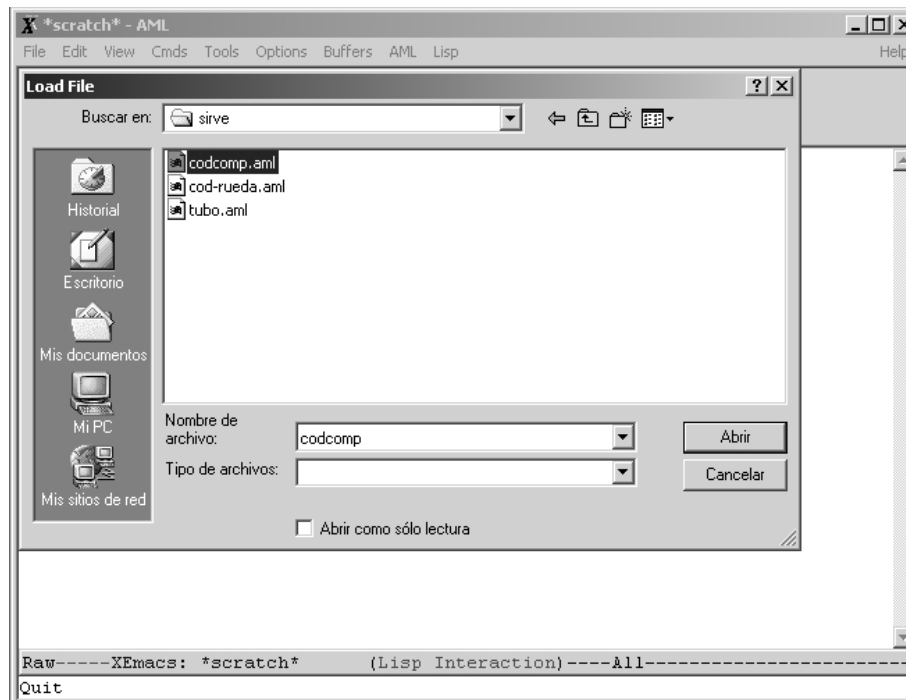 *scratch* - AML
File Edit View Cmds Tools Options Buffers AML Lisp Help
Load File
Buscar en: sirve
codcomp.aml
cod-rueda.aml
tubo.aml
Historial
Escritorio
Mis documentos
Mi PC
Mis sitios de red
Nombre de
archivo: codcomp
Abrir
Tipo de archivos:
Cancelar
Abrir como sólo lectura
Raw-----XEmacs: *scratch* (Lisp Interaction)----All------------------------
Quit